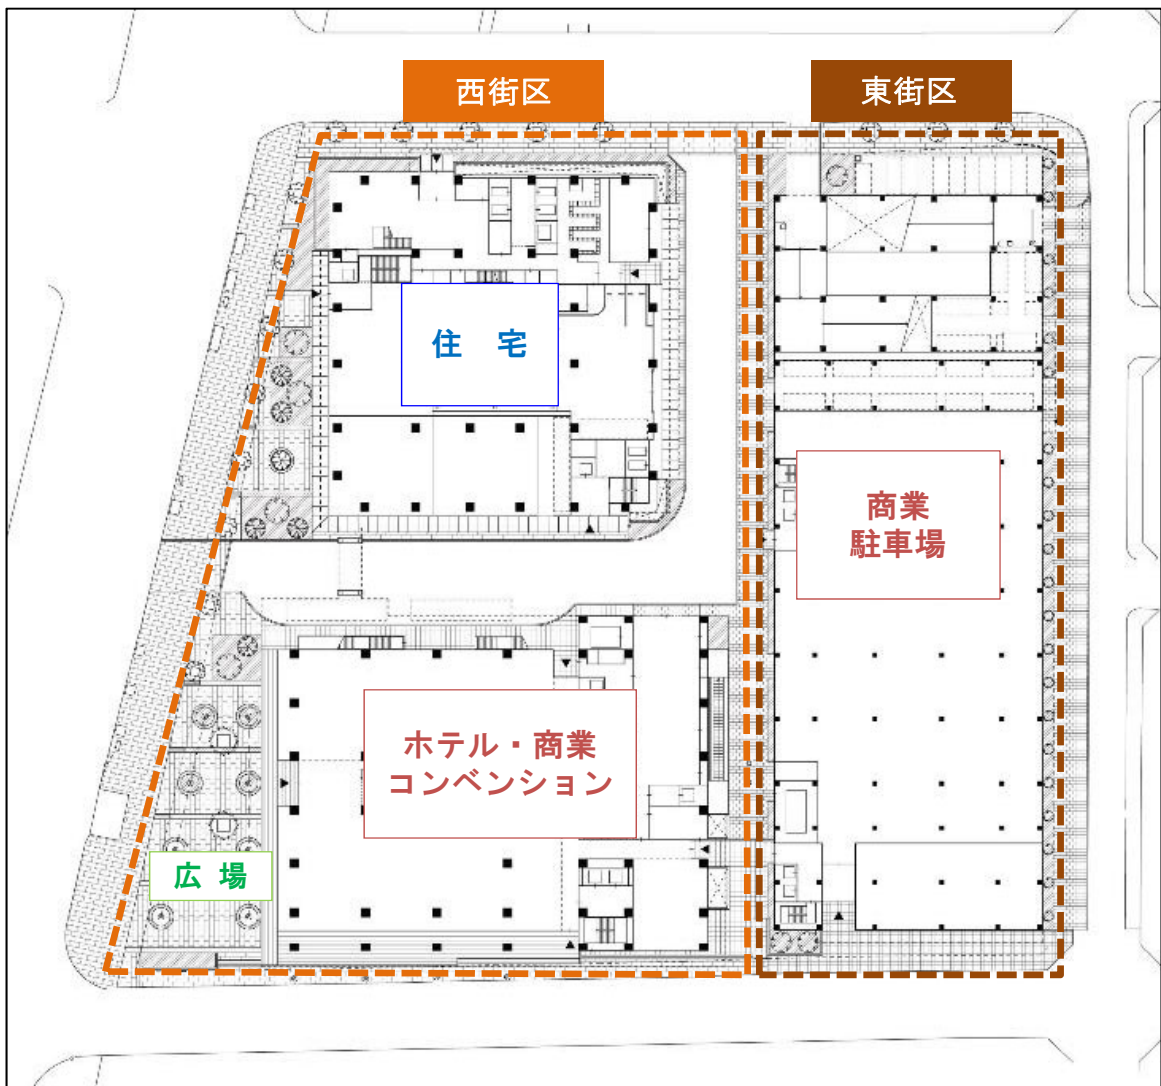 西街区
東街区
住　宅
商業
駐車場
ホテル・商業
コンベンション
広 場